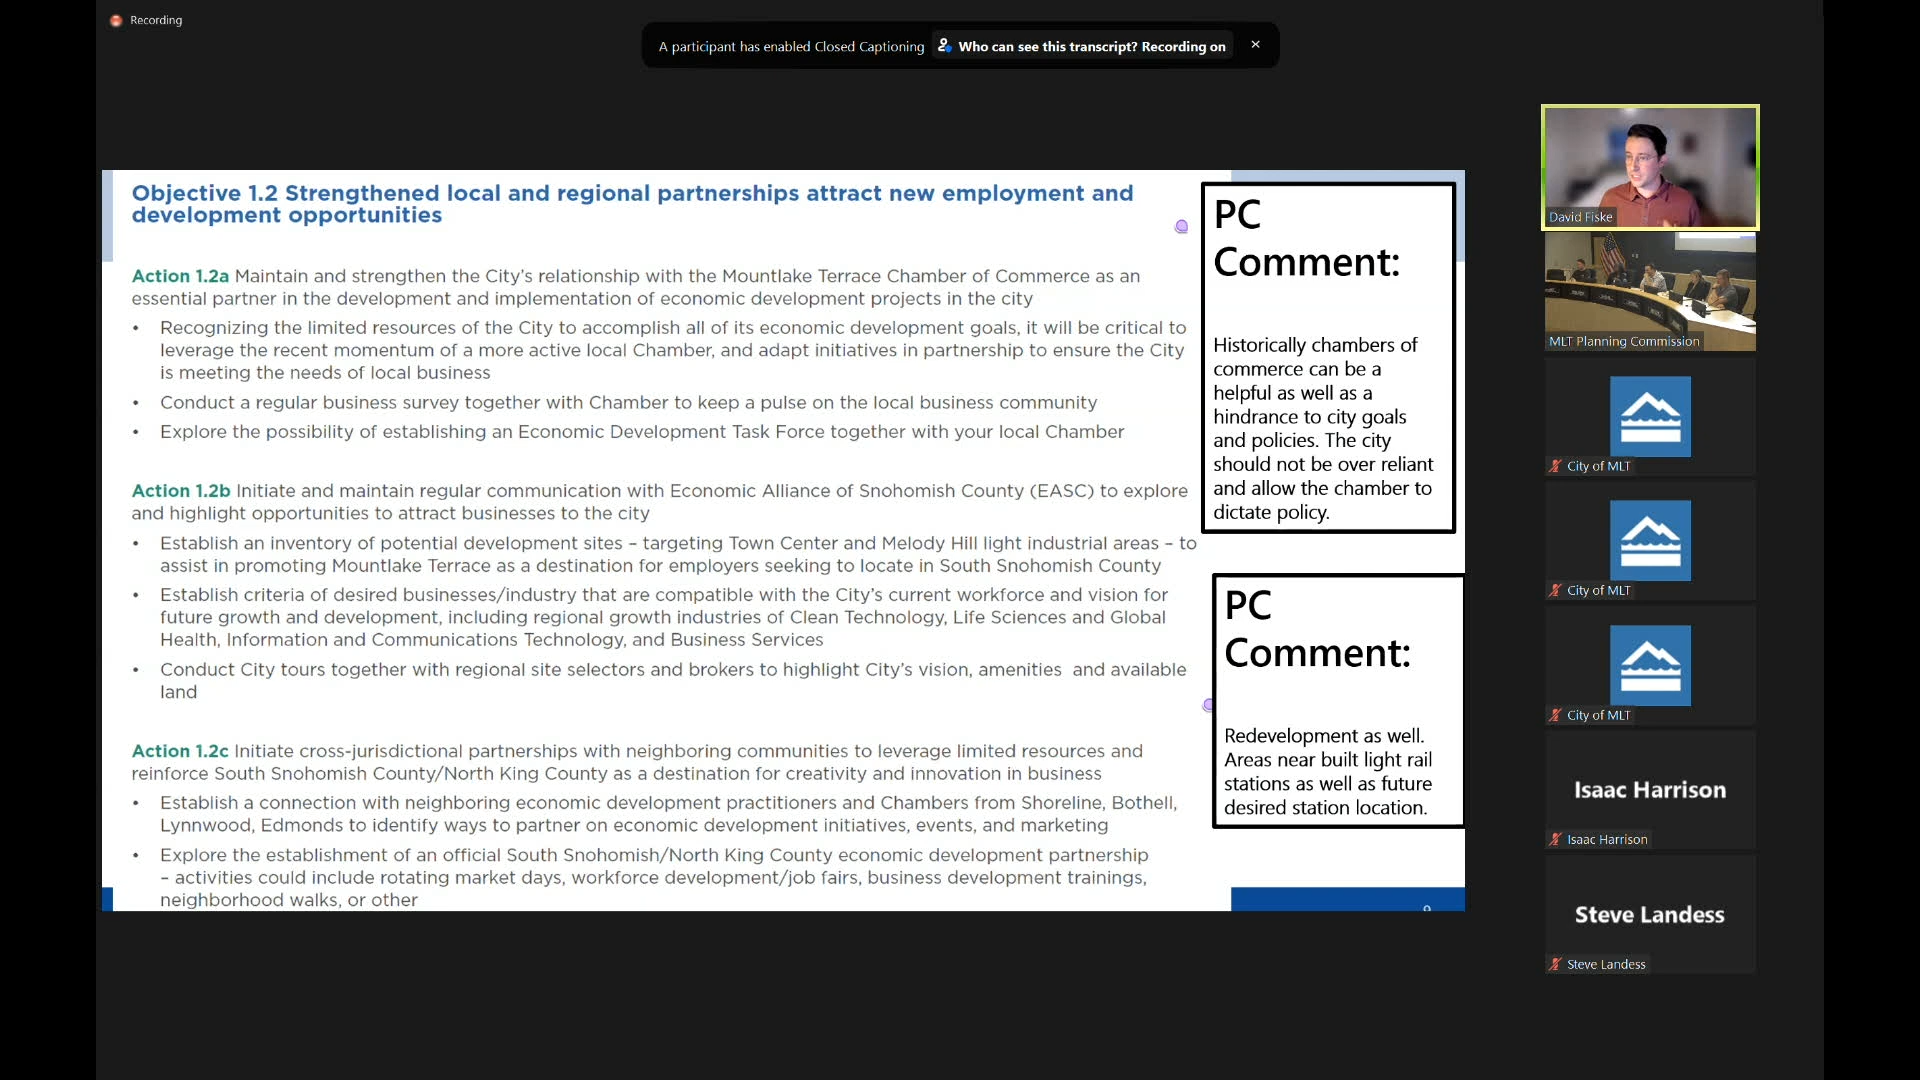 Recording
A participant has enabled Closed Captioning Who can see this transcript? Recording on
Objective 1.2 Strengthened local and regional partnerships attract new employment and
development opportunities
Action 1.2a Maintain and strengthen the City's relationship with the Mountlake Terrace Chamber of Commerce as an
essential partner in the development and implementation of economic development projects in the city
• Recognizing the limited resources of the City to accomplish all of its economic development goals, it will be critical to
leverage the recent momentum of a more active local Chamber, and adapt initiatives in partnership to ensure the City
is meeting the needs of local business
• Conduct a regular business survey together with Chamber to keep a pulse on the local business community
• Explore the possibility of establishing an Economic Development Task Force together with your local Chamber
Action 1.2b Initiate and maintain regular communication with Economic Alliance of Snohomish County (EASC) to explore
and highlight opportunities to attract businesses to the city
• Establish an inventory of potential development sites – targeting Town Center and Melody Hill light industrial areas – to
assist in promoting Mountlake Terrace as a destination for employers seeking to locate in South Snohomish County
• Establish criteria of desired businesses/industry that are compatible with the City's current workforce and vision for
future growth and development, including regional growth industries of Clean Technology, Life Sciences and Global
Health, Information and Communications Technology, and Business Services
• Conduct City tours together with regional site selectors and brokers to highlight City's vision, amenities and available
land
Action 1.2c Initiate cross-jurisdictional partnerships with neighboring communities to leverage limited resources and
reinforce South Snohomish County/North King County as a destination for creativity and innovation in business
• Establish a connection with neighboring economic development practitioners and Chambers from Shoreline, Bothell,
Lynnwood, Edmonds to identify ways to partner on economic development initiatives, events, and marketing
• Explore the establishment of an official South Snohomish/North King County economic development partnership
– activities could include rotating market days, workforce development/job fairs, business development trainings,
neighborhood walks, or other
PC
Comment:
Historically chambers of
commerce can be a
helpful as well as a
hindrance to city goals
and policies. The city
should not be over reliant
and allow the chamber to
dictate policy.
PC
Comment:
Redevelopment as well.
Areas near built light rail
stations as well as future
desired station location.
David Fiske
MLT Planning Commission
City of MLT
City of MLT
City of MLT
Isaac Harrison
Isaac Harrison
Steve Landess
Steve Landess